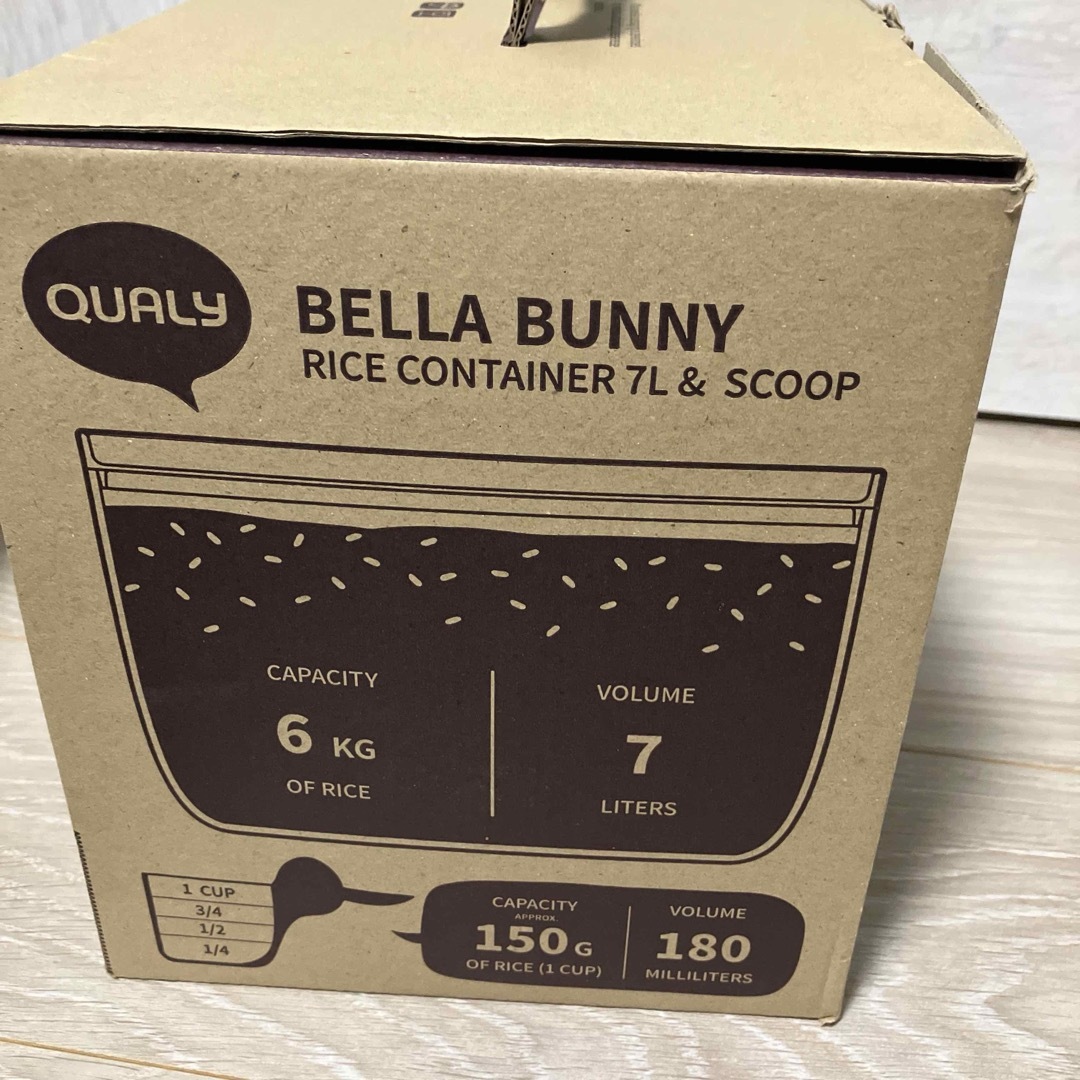 QUALY
BELLA BUNNY
RICE CONTAINER 7L & SCOOP
CAPACITY
6 KG
OF RICE
VOLUME
7
LITERS
1 CUP
3/4
1/2
1/4
CAPACITY
APPROX.
150 G
OF RICE (1 CUP)
VOLUME
180
MILLILITERS